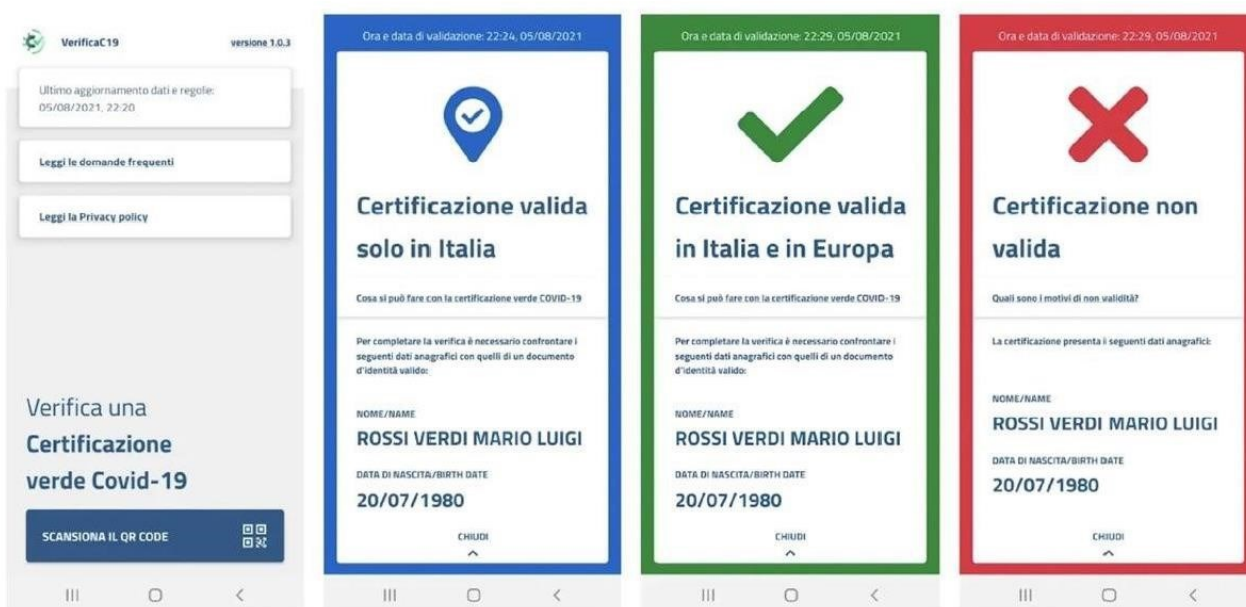 VerificaC19
versione 1.0.3
Ultimo aggiornamento dati e regole:
05/08/2021, 22:20
Leggi le domande frequenti
Leggi la Privacy policy
Verifica una
Certificazione
verde Covid-19
SCANSIONA IL QR CODE
Ora e data di validazione: 22:24, 05/08/2021
Certificazione valida
solo in Italia
Cosa si può fare con la certificazione verde COVID-19
Per completare la verifica è necessario confrontare i
seguenti dati anagrafici con quelli di un documento
d'identità valido:
NOME/NAME
ROSSI VERDI MARIO LUIGI
DATA DI NASCITA/BIRTH DATE
20/07/1980
CHIUDI
Ora e data di validazione: 22:29, 05/08/2021
Certificazione valida
in Italia e in Europa
Cosa si può fare con la certificazione verde COVID-19
Per completare la verifica è necessario confrontare i
seguenti dati anagrafici con quelli di un documento
d'identità valido:
NOME/NAME
ROSSI VERDI MARIO LUIGI
DATA DI NASCITA/BIRTH DATE
20/07/1980
CHIUDI
Ora e data di validazione: 22:29, 05/08/2021
Certificazione non
valida
Quali sono i motivi di non validità?
La certificazione presenta i seguenti dati anagrafici:
NOME/NAME
ROSSI VERDI MARIO LUIGI
DATA DI NASCITA/BIRTH DATE
20/07/1980
CHIUDI